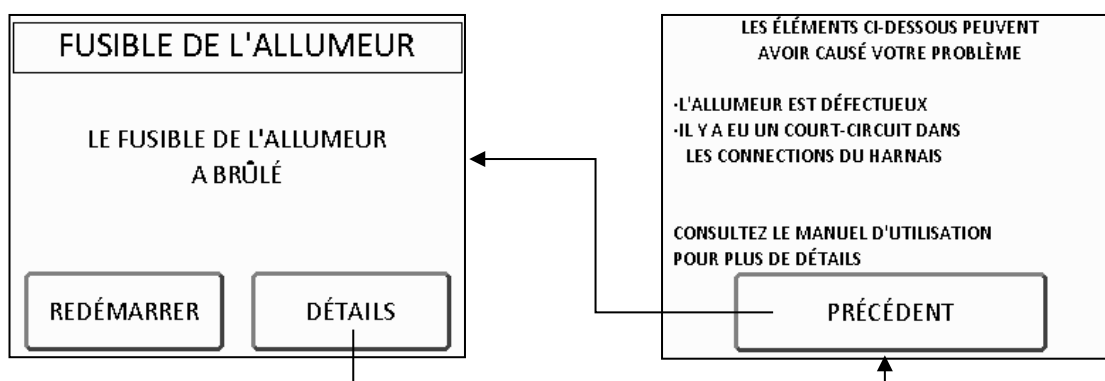 FUSIBLE DE L'ALLUMEUR
LE FUSIBLE DE L'ALLUMEUR
A BRÛLÉ
REDÉMARRER
DÉTAILS
LES ÉLÉMENTS CI-DESSOUS PEUVENT
AVOIR CAUSÉ VOTRE PROBLÈME
·L'ALLUMEUR EST DÉFECTUEUX
·IL Y A EU UN COURT-CIRCUIT DANS
LES CONNECTIONS DU HARNAIS
CONSULTEZ LE MANUEL D'UTILISATION
POUR PLUS DE DÉTAILS
PRÉCÉDENT